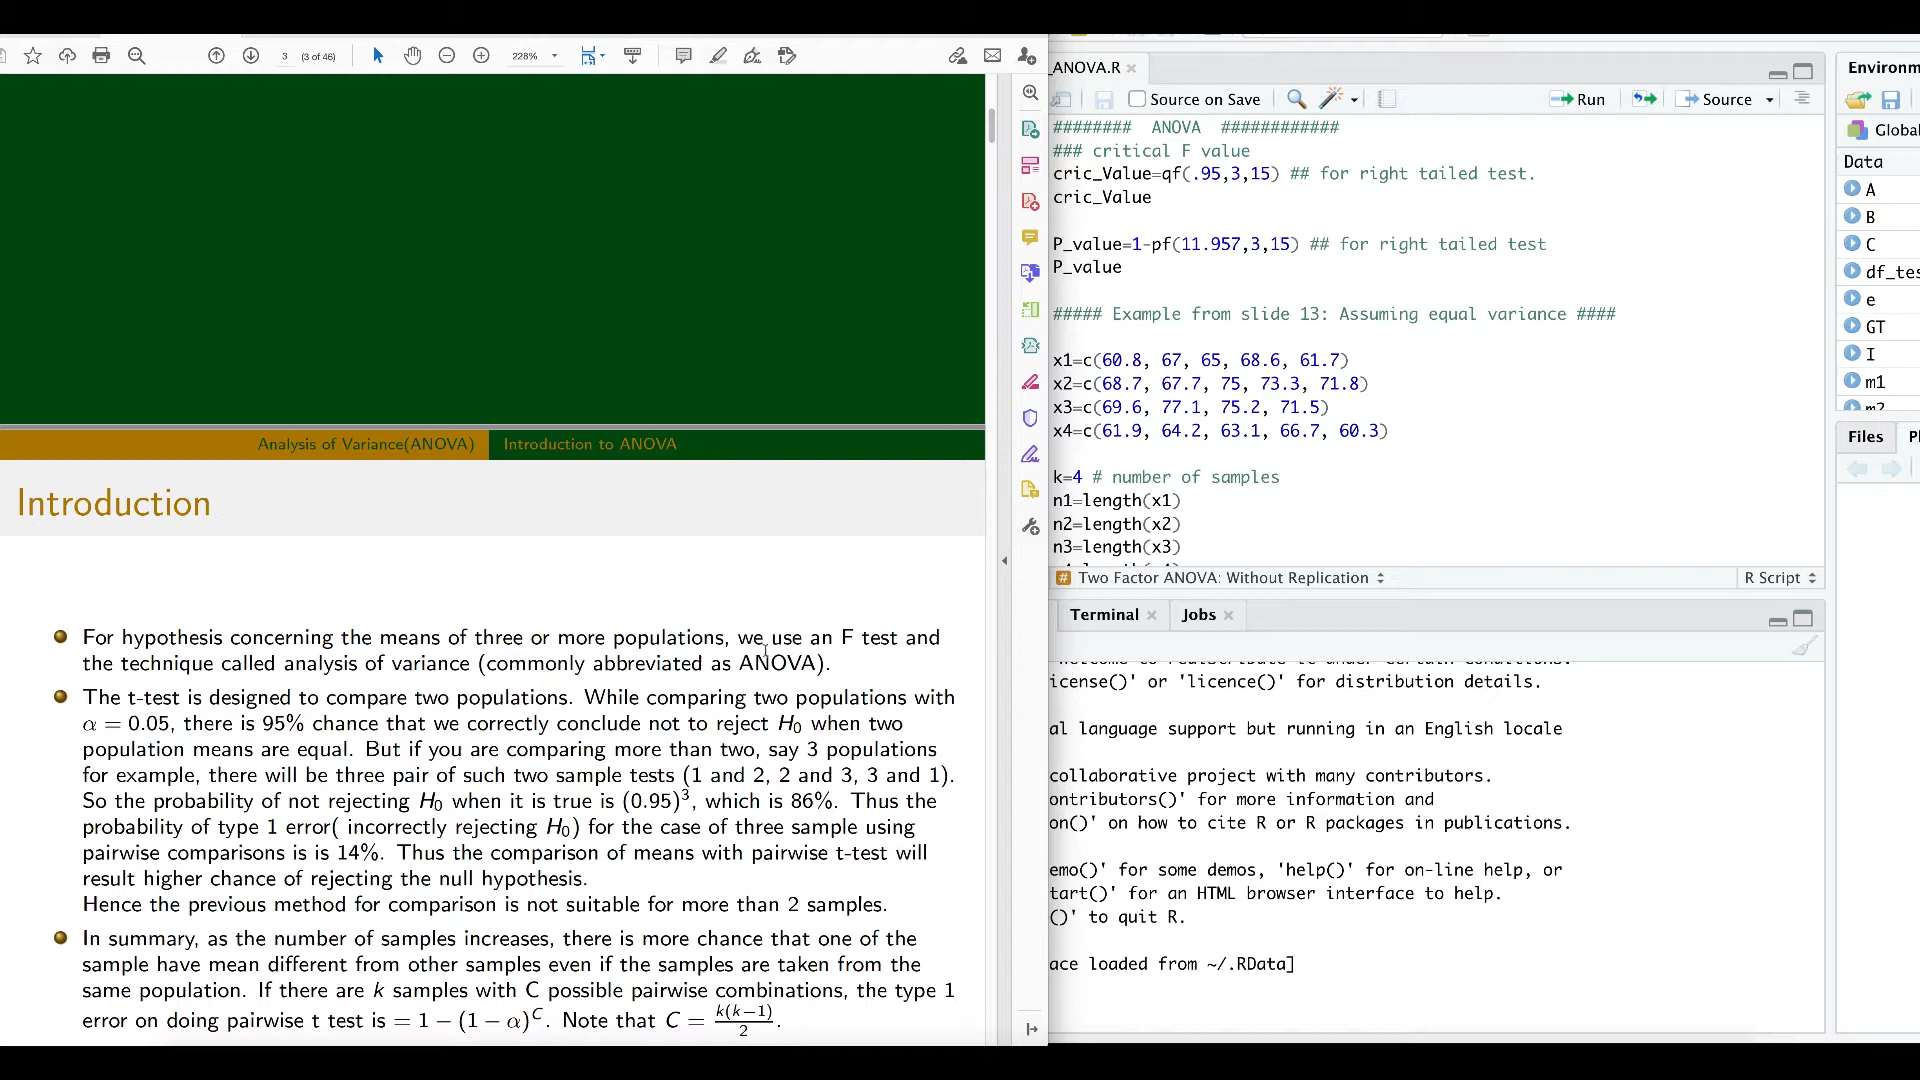 3 (3 of 46) 228%
Analysis of Variance(ANOVA) Introduction to ANOVA
Introduction
For hypothesis concerning the means of three or more populations, we use an F test and
the technique called analysis of variance (commonly abbreviated as ANOVA).
The t-test is designed to compare two populations. While comparing two populations with
α = 0.05, there is 95% chance that we correctly conclude not to reject H₀ when two
population means are equal. But if you are comparing more than two, say 3 populations
for example, there will be three pair of such two sample tests (1 and 2, 2 and 3, 3 and 1).
So the probability of not rejecting H₀ when it is true is (0.95)³, which is 86%. Thus the
probability of type 1 error( incorrectly rejecting H₀) for the case of three sample using
pairwise comparisons is is 14%. Thus the comparison of means with pairwise t-test will
result higher chance of rejecting the null hypothesis.
Hence the previous method for comparison is not suitable for more than 2 samples.
In summary, as the number of samples increases, there is more chance that one of the
sample have mean different from other samples even if the samples are taken from the
same population. If there are k samples with C possible pairwise combinations, the type 1
error on doing pairwise t test is = 1 − (1 − α)^C. Note that C = k(k−1)/2.
_ANOVA.R
Source on Save Run Source
######## ANOVA ############
### critical F value
cric_Value=qf(.95,3,15) ## for right tailed test.
cric_Value
P_value=1-pf(11.957,3,15) ## for right tailed test
P_value
##### Example from slide 13: Assuming equal variance ####
x1=c(60.8, 67, 65, 68.6, 61.7)
x2=c(68.7, 67.7, 75, 73.3, 71.8)
x3=c(69.6, 77.1, 75.2, 71.5)
x4=c(61.9, 64.2, 63.1, 66.7, 60.3)
k=4 # number of samples
n1=length(x1)
n2=length(x2)
n3=length(x3)
# Two Factor ANOVA: Without Replication R Script
Terminal Jobs
icense()' or 'licence()' for distribution details.
al language support but running in an English locale
collaborative project with many contributors.
ontributors()' for more information and
on()' on how to cite R or R packages in publications.
emo()' for some demos, 'help()' for on-line help, or
tart()' for an HTML browser interface to help.
()' to quit R.
ace loaded from ~/.RData]
Environm
Globa
Data
A
B
C
df_tes
e
GT
I
m1
Files